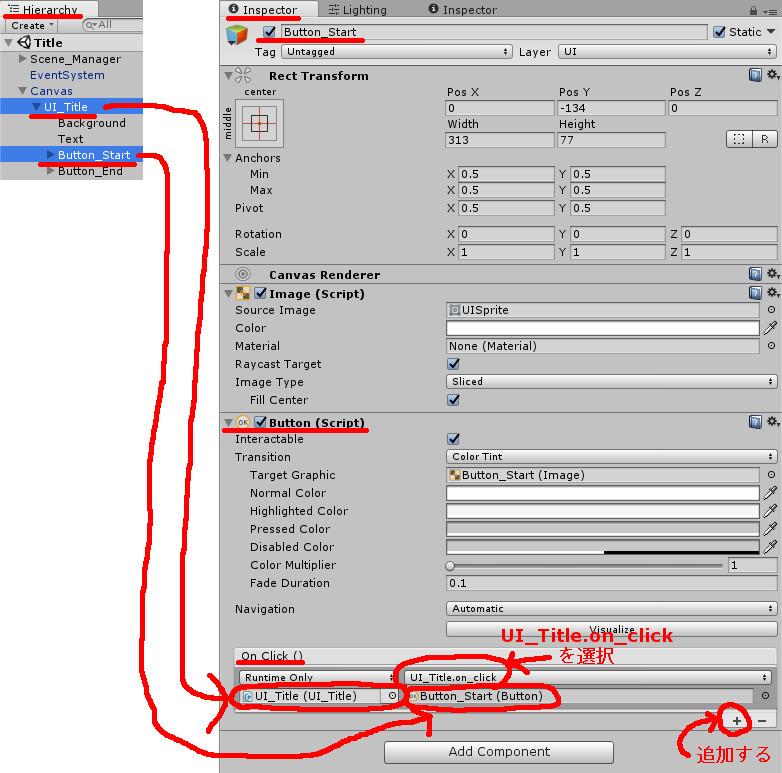 Hierarchy
Create
All
Title
Scene_Manager
EventSystem
Canvas
UI_Title
Background
Text
Button_Start
Button_End
Inspector Lighting Inspector
Button_Start Static
Tag Untagged Layer UI
Rect Transform
center
middle
Pos X Pos Y Pos Z
0 -134 0
Width Height
313 77
R
Anchors
Min X 0.5 Y 0.5
Max X 0.5 Y 0.5
Pivot X 0.5 Y 0.5
Rotation X 0 Y 0 Z 0
Scale X 1 Y 1 Z 1
Canvas Renderer
Image (Script)
Source Image UISprite
Color
Material None (Material)
Raycast Target
Image Type Sliced
Fill Center
OK Button (Script)
Interactable
Transition Color Tint
Target Graphic Button_Start (Image)
Normal Color
Highlighted Color
Pressed Color
Disabled Color
Color Multiplier 1
Fade Duration 0.1
Navigation Automatic
Visualize
UI_Title.on_click
を選択
On Click ()
Runtime Only UI_Title.on_click
UI_Title (UI_Title) Button_Start (Button)
+ −
追加する
Add Component